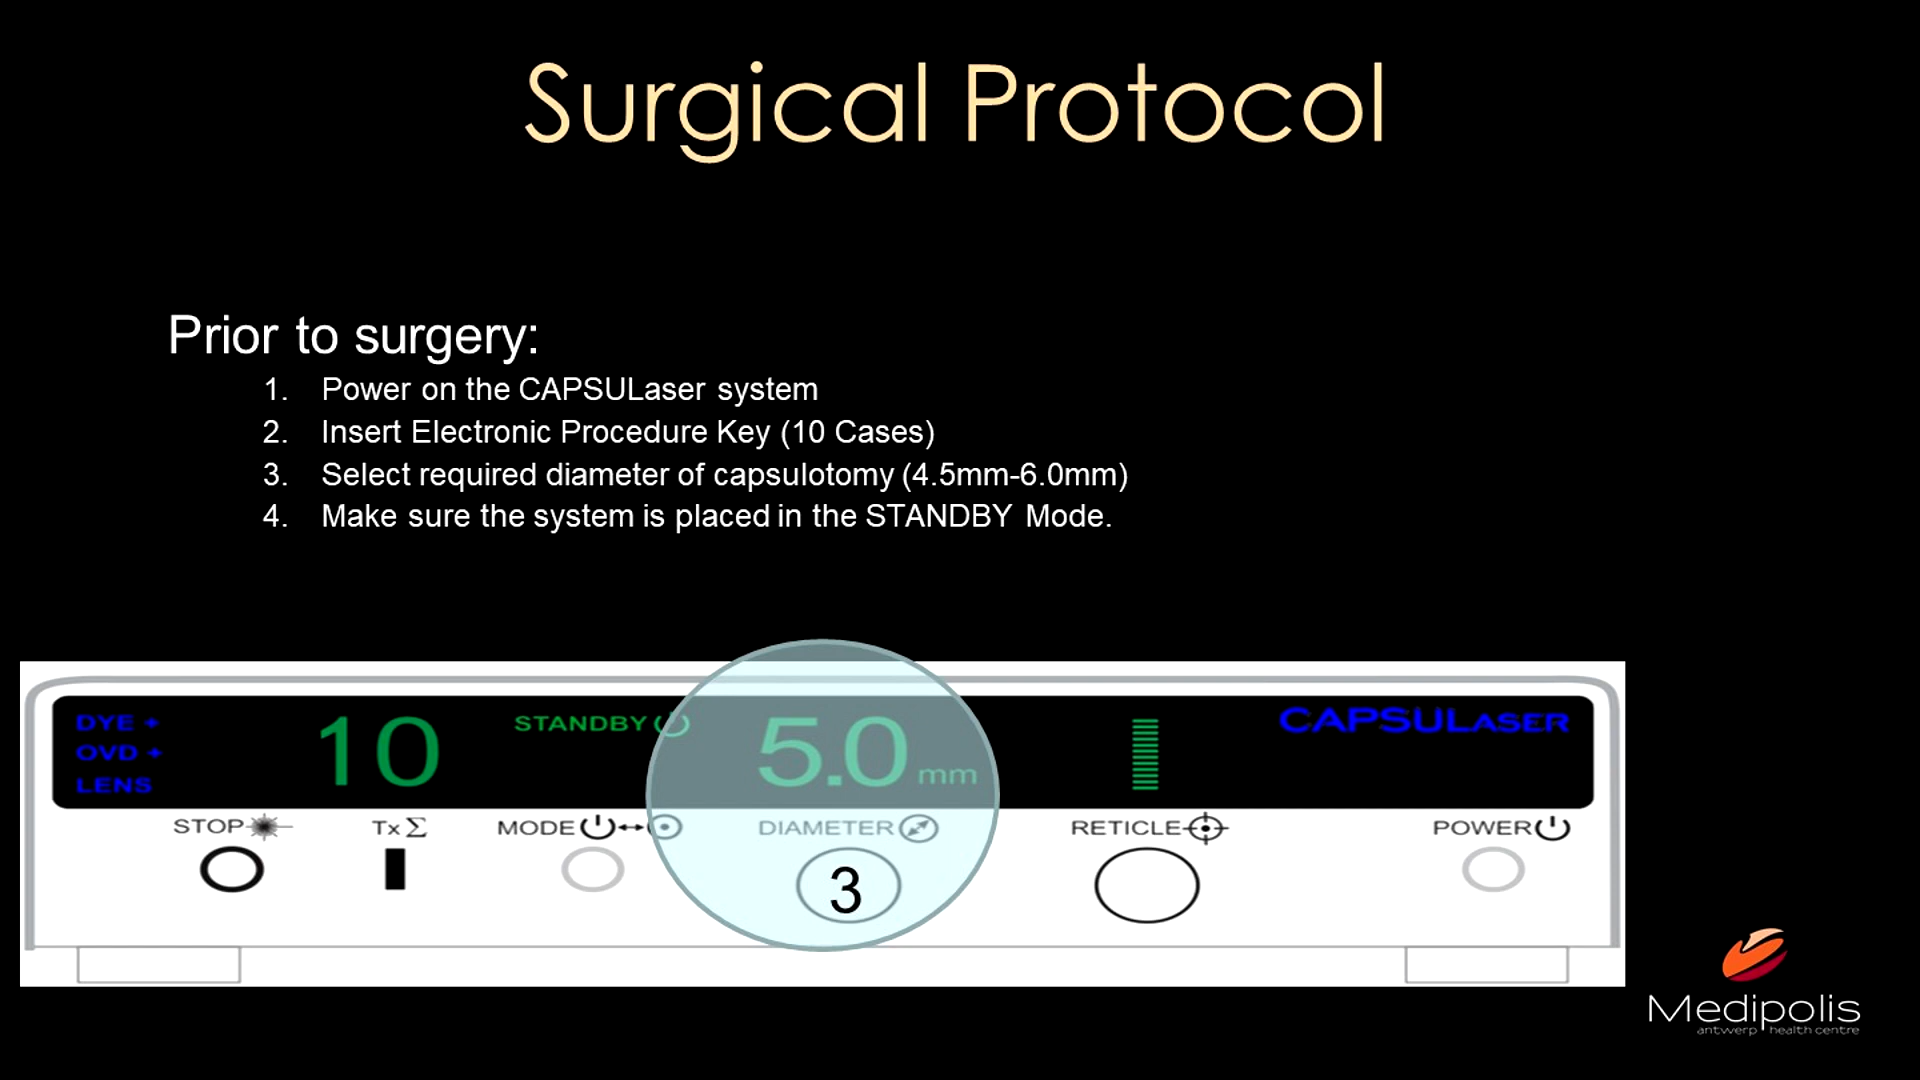 Surgical Protocol
Prior to surgery:
1. Power on the CAPSULaser system
2. Insert Electronic Procedure Key (10 Cases)
3. Select required diameter of capsulotomy (4.5mm-6.0mm)
4. Make sure the system is placed in the STANDBY Mode.
DYE +
OVD +
LENS
10
STANDBY
5.0 mm
CAPSULASER
STOP
Tx Σ
MODE
DIAMETER
RETICLE
POWER
3
Medipolis
antwerp health centre